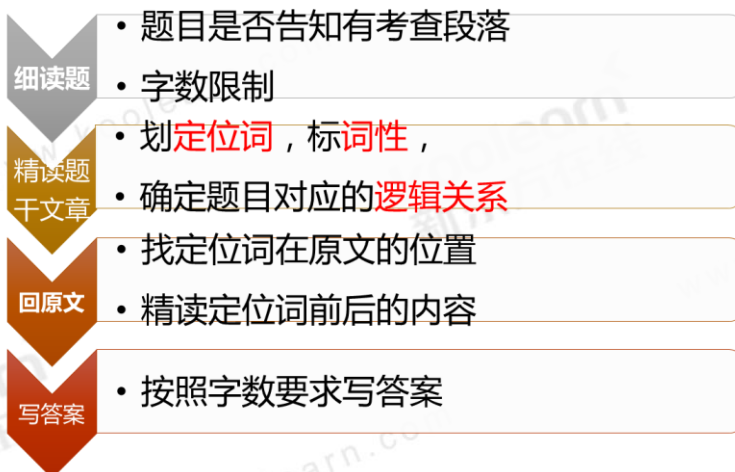 细读题
• 题目是否告知有考查段落
• 字数限制
精读题
干文章
• 划定位词，标词性，
• 确定题目对应的逻辑关系
回原文
• 找定位词在原文的位置
• 精读定位词前后的内容
写答案
• 按照字数要求写答案